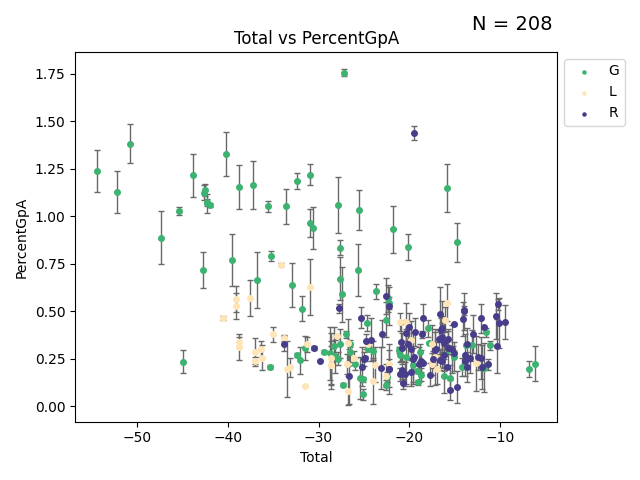 N = 208
Total vs PercentGpA
G
L
R
PercentGpA
1.75
1.50
1.25
1.00
0.75
0.50
0.25
0.00
−50
−40
−30
−20
−10
Total